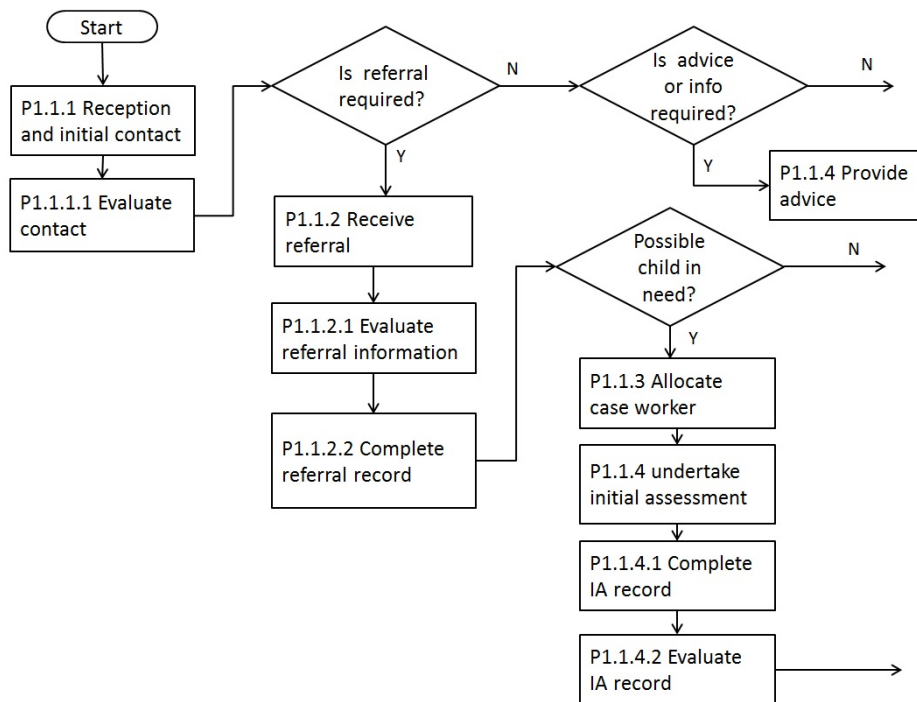 Start
P1.1.1 Reception
and initial contact
P1.1.1.1 Evaluate
contact
Is referral
required?
N
Y
Is advice
or info
required?
N
Y
P1.1.4 Provide
advice
P1.1.2 Receive
referral
P1.1.2.1 Evaluate
referral information
P1.1.2.2 Complete
referral record
Possible
child in
need?
N
Y
P1.1.3 Allocate
case worker
P1.1.4 undertake
initial assessment
P1.1.4.1 Complete
IA record
P1.1.4.2 Evaluate
IA record